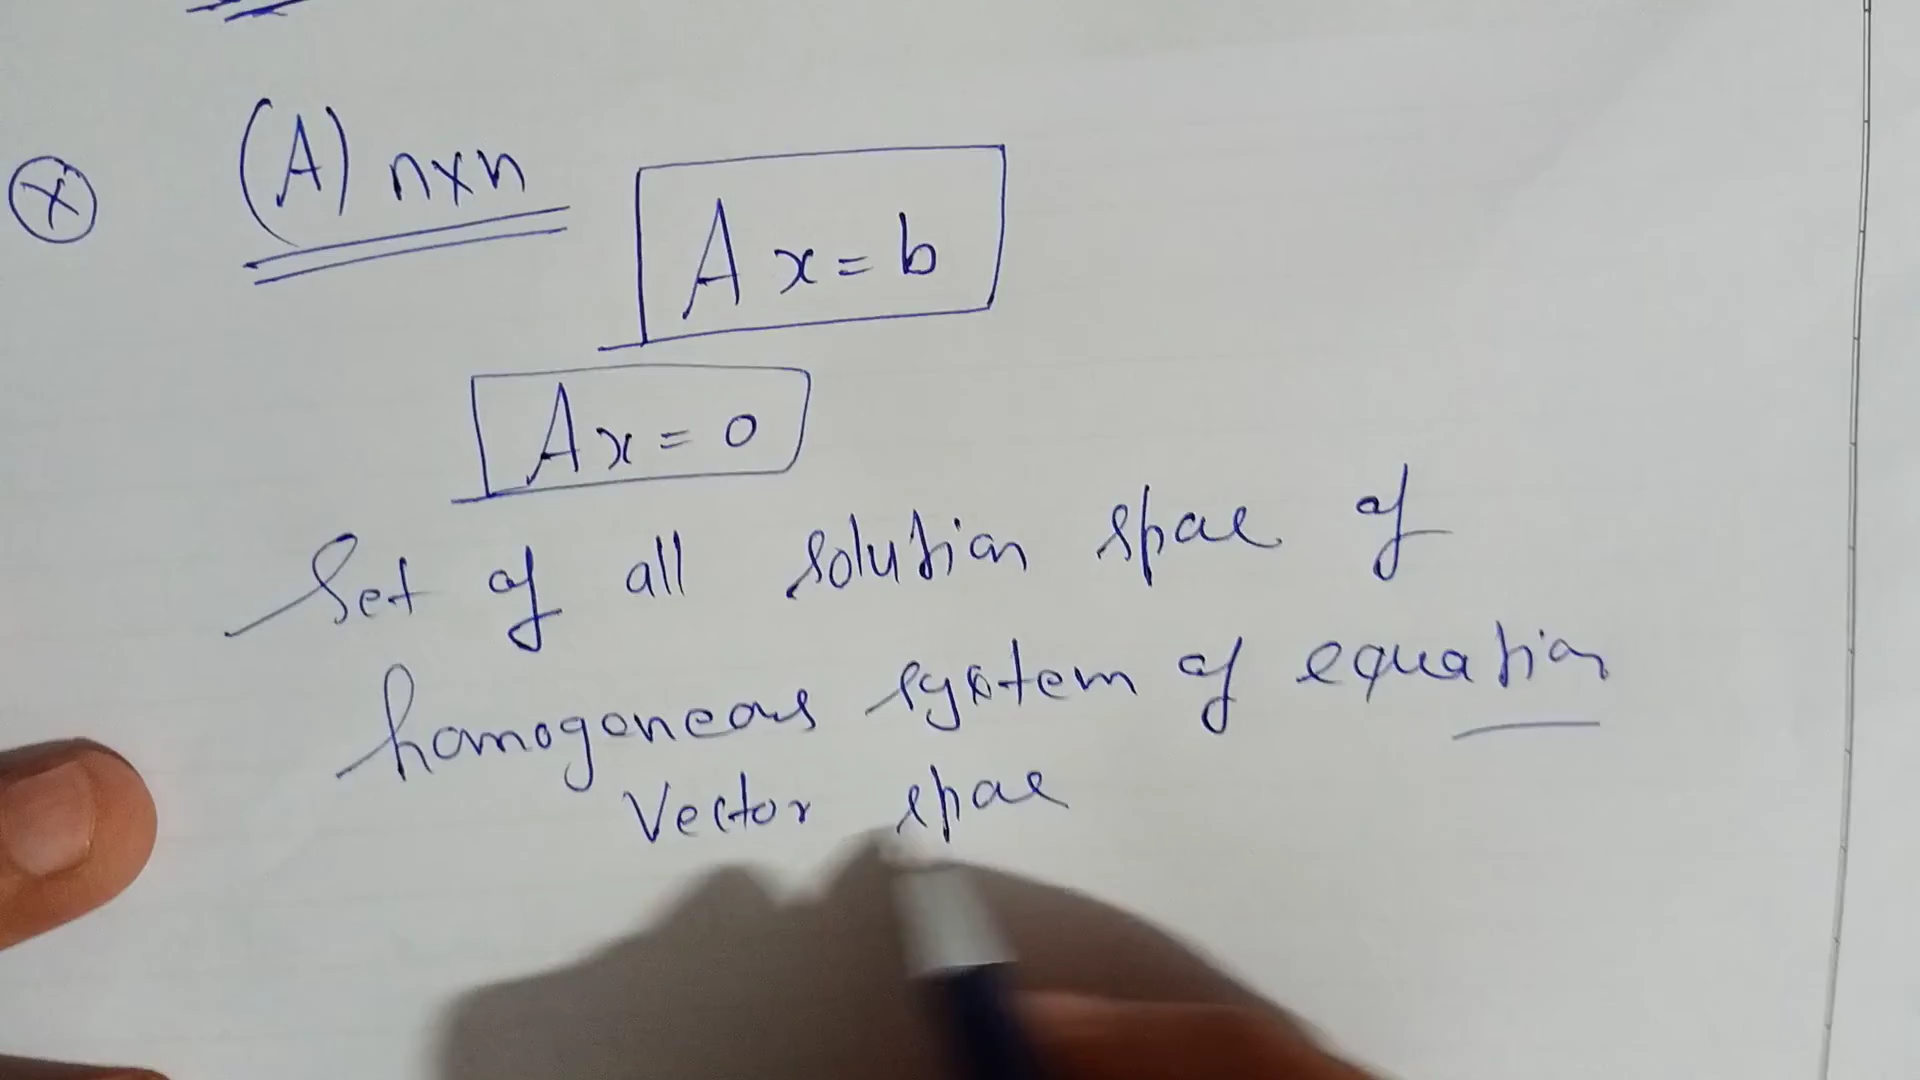 (A) n×n
Ax = b
Ax = 0
Set of all solution space of
homogeneous system of equation
Vector space